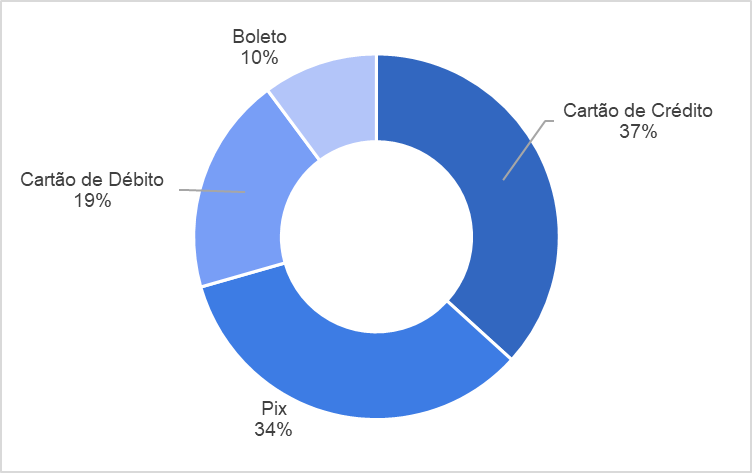 Boleto
10%
Cartão de Crédito
37%
Cartão de Débito
19%
Pix
34%